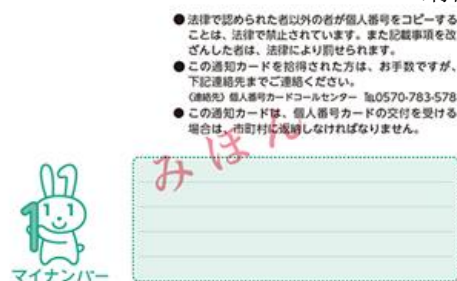 ●法律で認められた者以外の者が個人番号をコピーする
ことは、法律で禁止されています。また記載事項を改
ざんした者は、法律により罰せられます。
●この通知カードを拾得された方は、お手数ですが、
下記連絡先までご連絡ください。
〈連絡先〉個人番号カードコールセンター ℡0570-783-578
●この通知カードは、個人番号カードの交付を受ける
場合は、市町村に返納しなければなりません。
みほん
1
マイナンバー